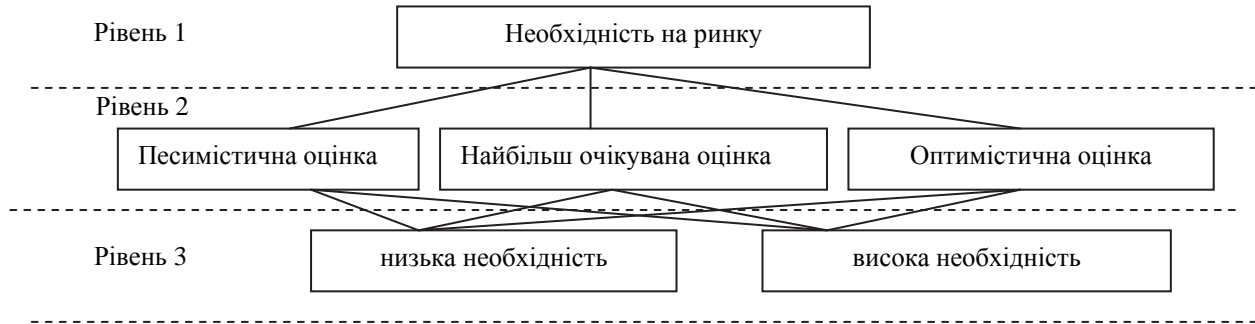 Рівень 1
Необхідність на ринку
Рівень 2
Песимістична оцінка
Найбільш очікувана оцінка
Оптимістична оцінка
Рівень 3
низька необхідність
висока необхідність